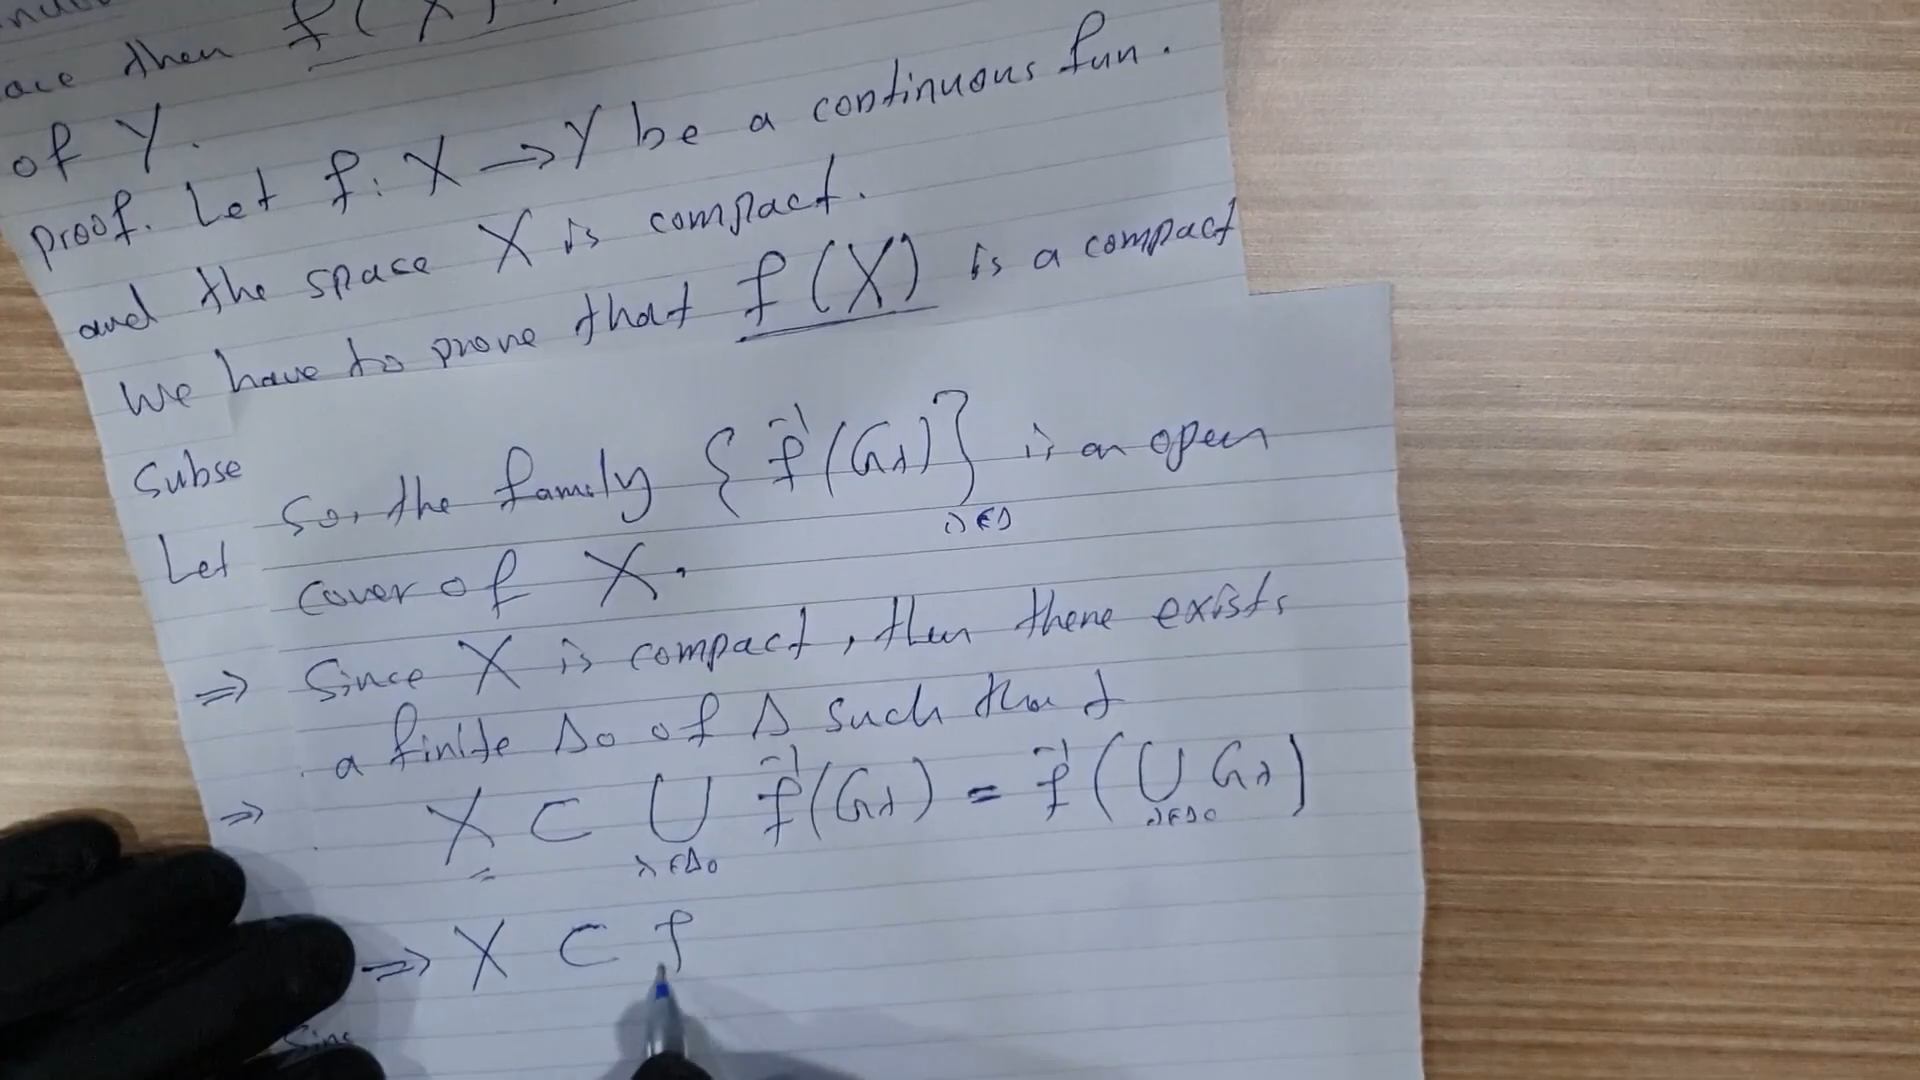 ace then f(X)
of Y.
proof. Let f: X → Y be a continuous fun.
and the space X is compact.
We have to prove that f(X) is a compact
Subse
Let
So, the family { f⁻¹(Gλ) }λ∈Δ is an open
cover of X.
⇒ Since X is compact, then there exists
a finite Δ₀ of Δ such that
⇒ X ⊂ ⋃λ∈Δ₀ f⁻¹(Gλ) = f⁻¹(⋃λ∈Δ₀ Gλ)
⇒ X ⊂ f
Sinc